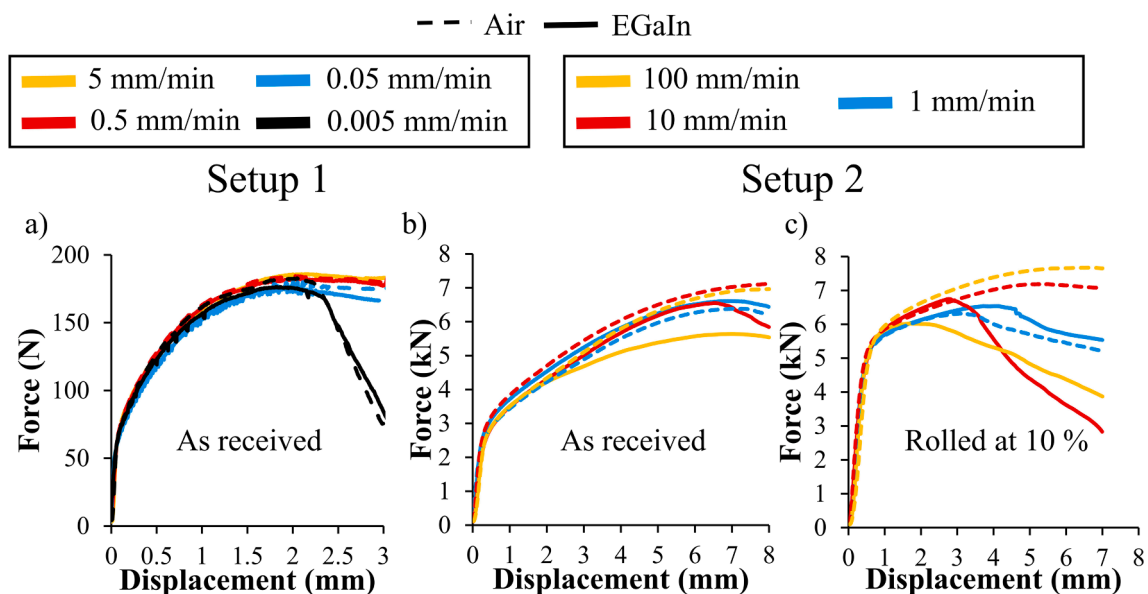 Air EGaIn
5 mm/min 0.05 mm/min
0.5 mm/min 0.005 mm/min
100 mm/min
10 mm/min
1 mm/min
Setup 1
Setup 2
a)
200
150
100
50
0
Force (N)
As received
0 0.5 1 1.5 2 2.5 3
Displacement (mm)
b)
8
7
6
5
4
3
2
1
0
Force (kN)
As received
0 1 2 3 4 5 6 7 8
Displacement (mm)
c)
8
7
6
5
4
3
2
1
0
Force (kN)
Rolled at 10 %
0 1 2 3 4 5 6 7 8
Displacement (mm)